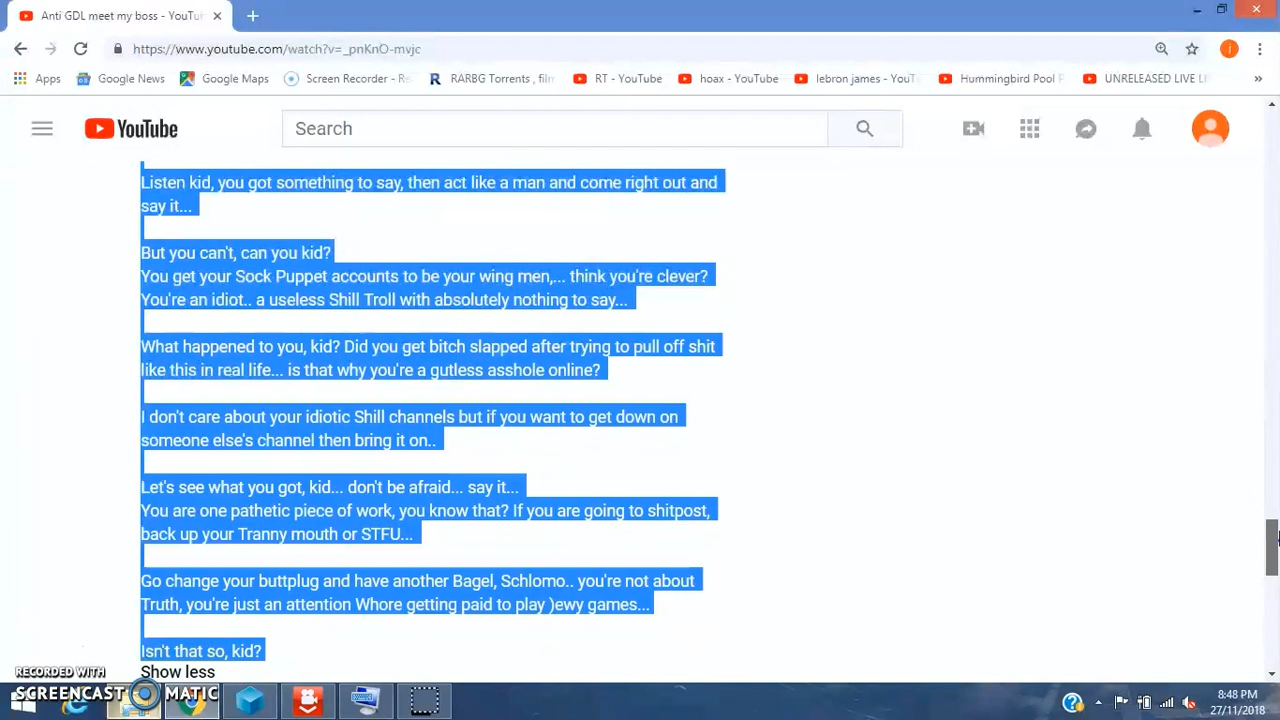 Anti GDL meet my boss - YouTu
https://www.youtube.com/watch?v=_pnKnO-mvjc
Apps
Google News
Google Maps
Screen Recorder - Re
RARBG Torrents , film
RT - YouTube
hoax - YouTube
lebron james - YouT
Hummingbird Pool P
UNRELEASED LIVE LI
»
YouTube
Search
Listen kid, you got something to say, then act like a man and come right out and
say it...
But you can't, can you kid?
You get your Sock Puppet accounts to be your wing men,... think you're clever?
You're an idiot.. a useless Shill Troll with absolutely nothing to say...
What happened to you, kid? Did you get bitch slapped after trying to pull off shit
like this in real life... is that why you're a gutless asshole online?
I don't care about your idiotic Shill channels but if you want to get down on
someone else's channel then bring it on..
Let's see what you got, kid... don't be afraid... say it...
You are one pathetic piece of work, you know that? If you are going to shitpost,
back up your Tranny mouth or STFU...
Go change your buttplug and have another Bagel, Schlomo.. you're not about
Truth, you're just an attention Whore getting paid to play )ewy games...
Isn't that so, kid?
Show less
RECORDED WITH
SCREENCAST MATIC
8:48 PM
27/11/2018